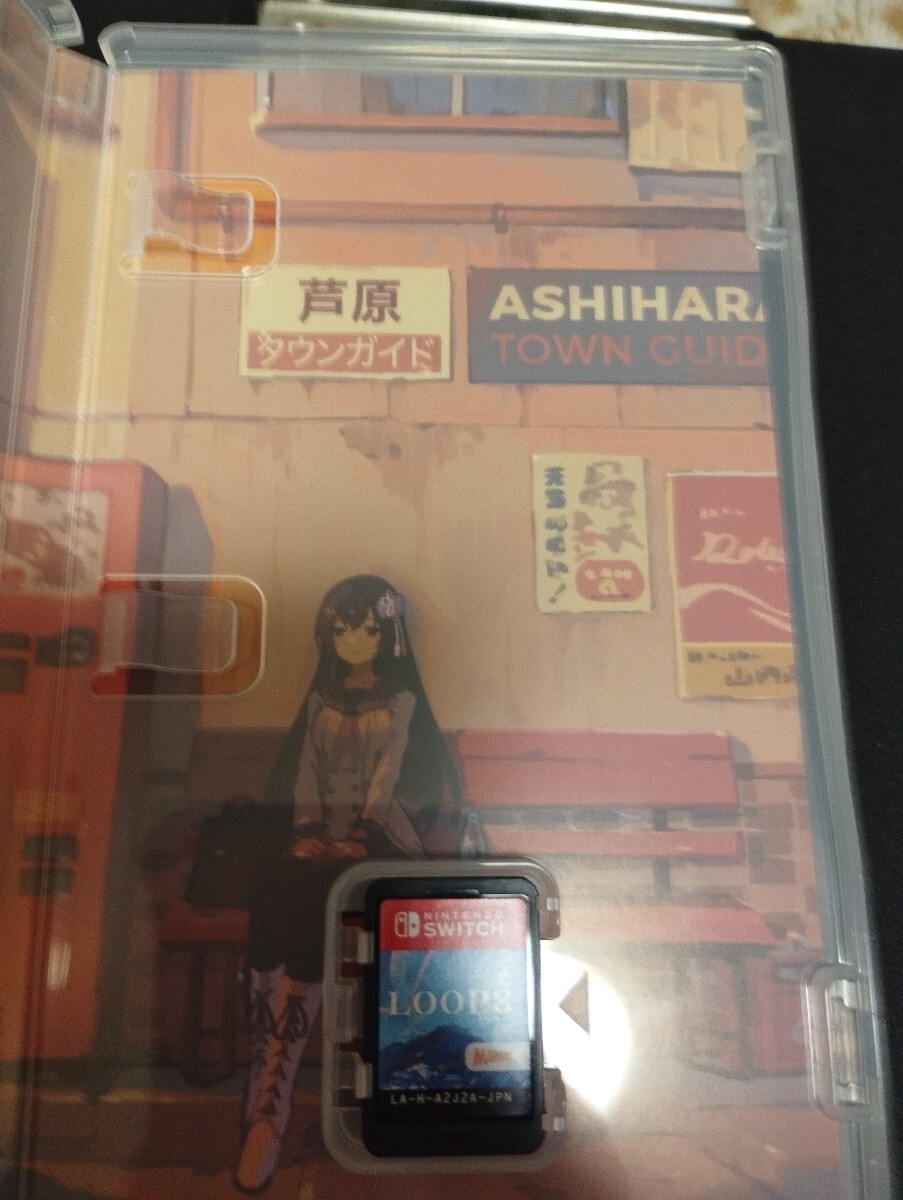 芦原
タウンガイド
ASHIHARA
TOWN GUID
NINTENDO
SWITCH
LOOP8
LA-H-A2J2A-JPN